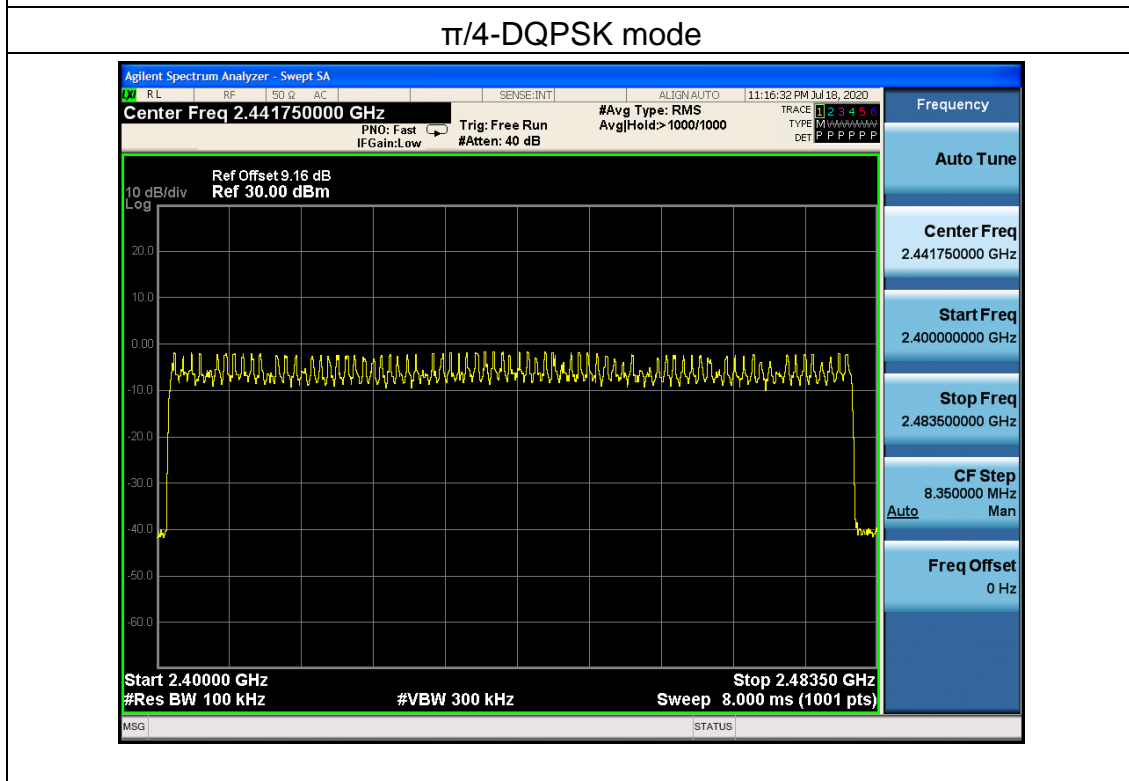 π/4-DQPSK mode
Agilent Spectrum Analyzer - Swept SA
LXI RL RF 50 Ω AC SENSE:INT ALIGN AUTO 11:16:32 PM Jul 18, 2020
Center Freq 2.441750000 GHz
PNO: Fast
IFGain:Low
Trig: Free Run
#Atten: 40 dB
#Avg Type: RMS
Avg|Hold:>1000/1000
TRACE 1 2 3 4 5 6
TYPE M WWWWW
DET P P P P P P
Ref Offset 9.16 dB
10 dB/div Ref 30.00 dBm
Log
20.0
10.0
0.00
-10.0
-20.0
-30.0
-40.0
-50.0
-60.0
Start 2.40000 GHz Stop 2.48350 GHz
#Res BW 100 kHz #VBW 300 kHz Sweep 8.000 ms (1001 pts)
MSG STATUS
Frequency
Auto Tune
Center Freq
2.441750000 GHz
Start Freq
2.400000000 GHz
Stop Freq
2.483500000 GHz
CF Step
8.350000 MHz
Auto Man
Freq Offset
0 Hz